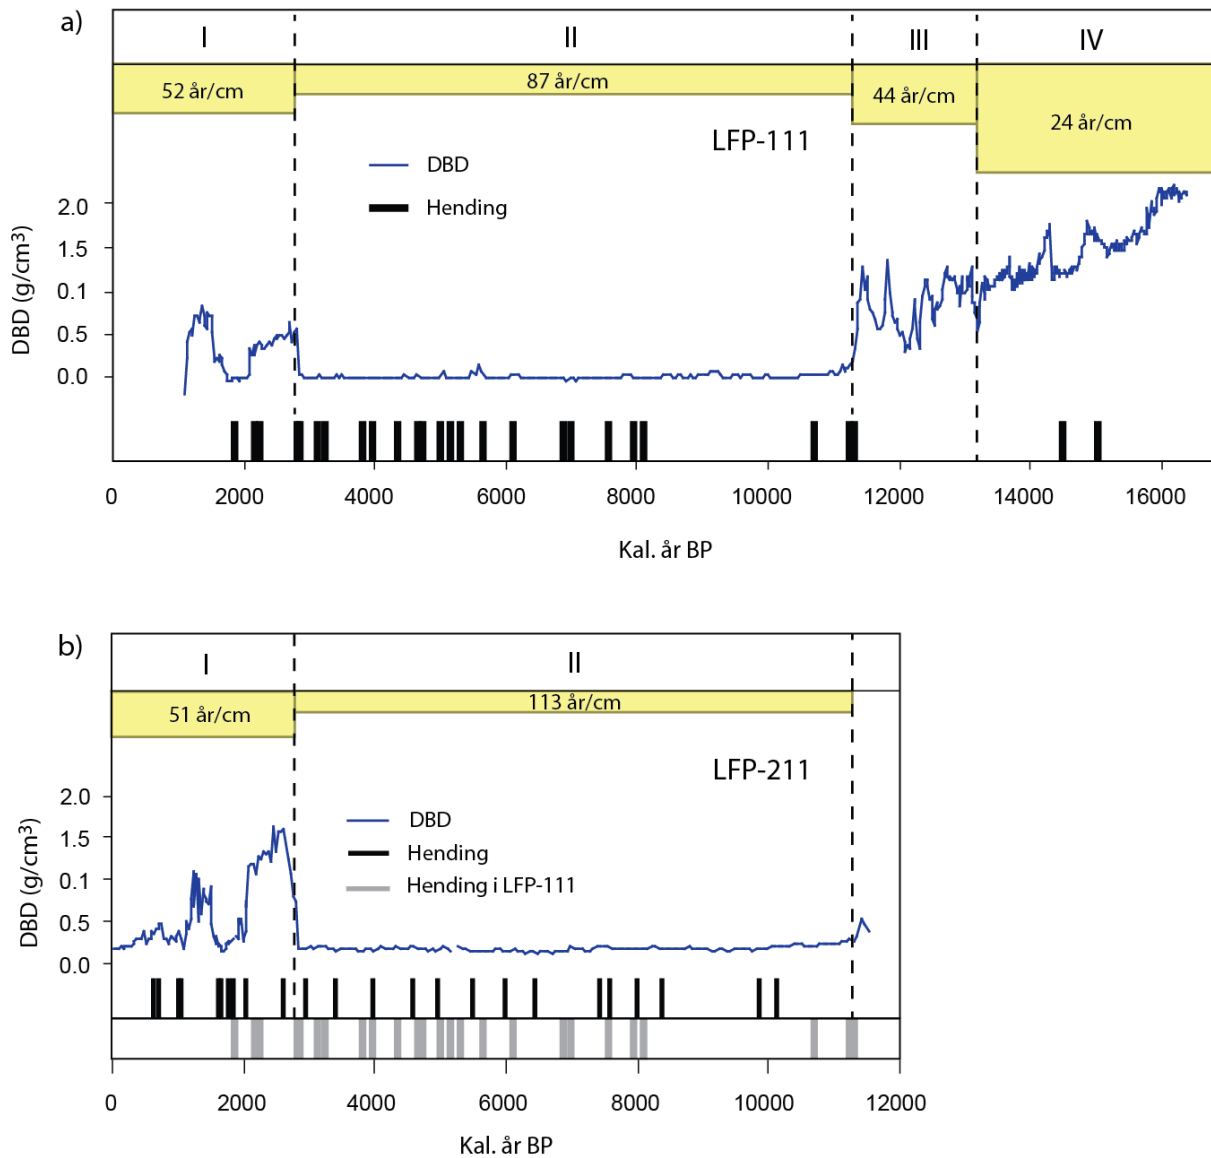 a)
I II III IV
52 år/cm 87 år/cm 44 år/cm 24 år/cm
LFP-111
DBD
Hending
DBD (g/cm³)
2.0
1.5
0.1
0.5
0.0
0 2000 4000 6000 8000 10000 12000 14000 16000
Kal. år BP
b)
I II
51 år/cm 113 år/cm
LFP-211
DBD
Hending
Hending i LFP-111
DBD (g/cm³)
2.0
1.5
0.1
0.5
0.0
0 2000 4000 6000 8000 10000 12000
Kal. år BP